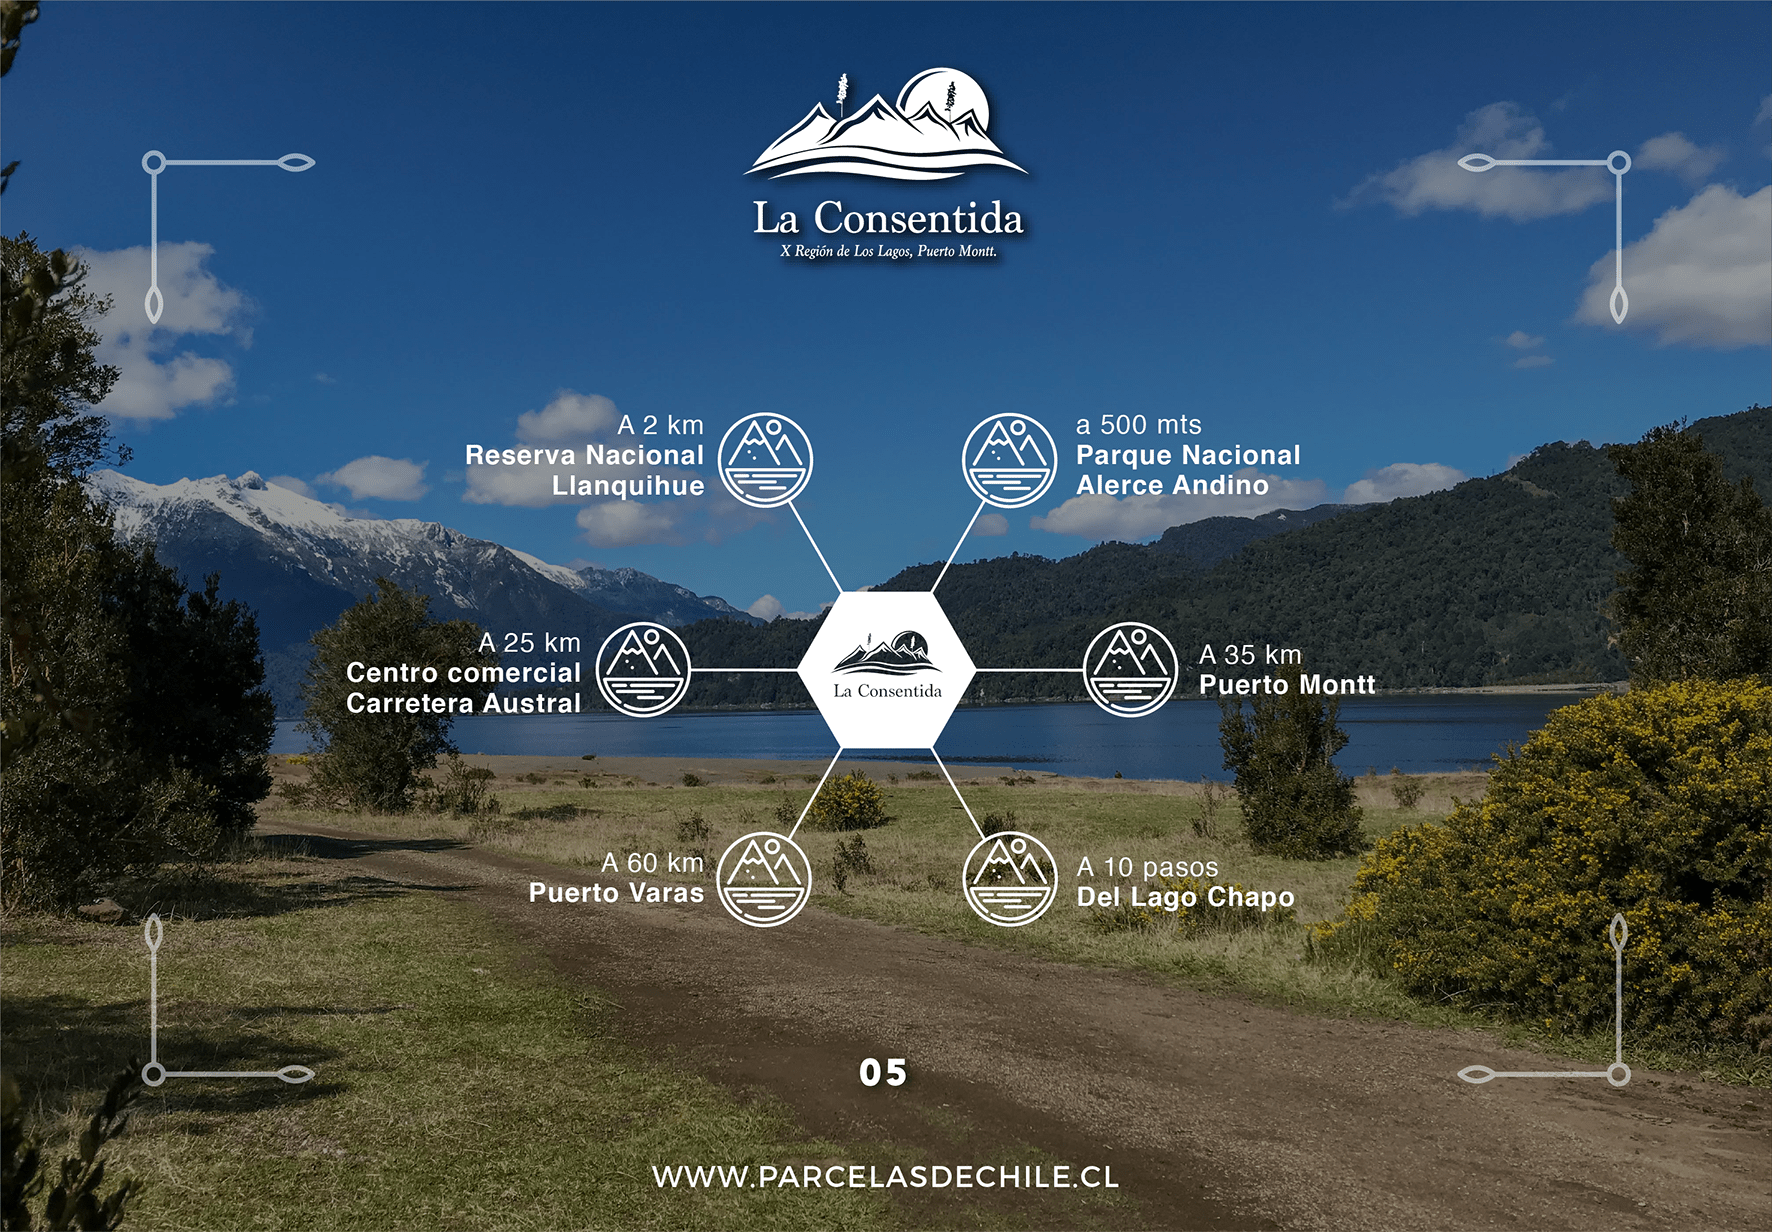 La Consentida
X Región de Los Lagos, Puerto Montt.
A 2 km
Reserva Nacional
Llanquihue
a 500 mts
Parque Nacional
Alerce Andino
A 25 km
Centro comercial
Carretera Austral
La Consentida
A 35 km
Puerto Montt
A 60 km
Puerto Varas
A 10 pasos
Del Lago Chapo
05
WWW.PARCELASDECHILE.CL